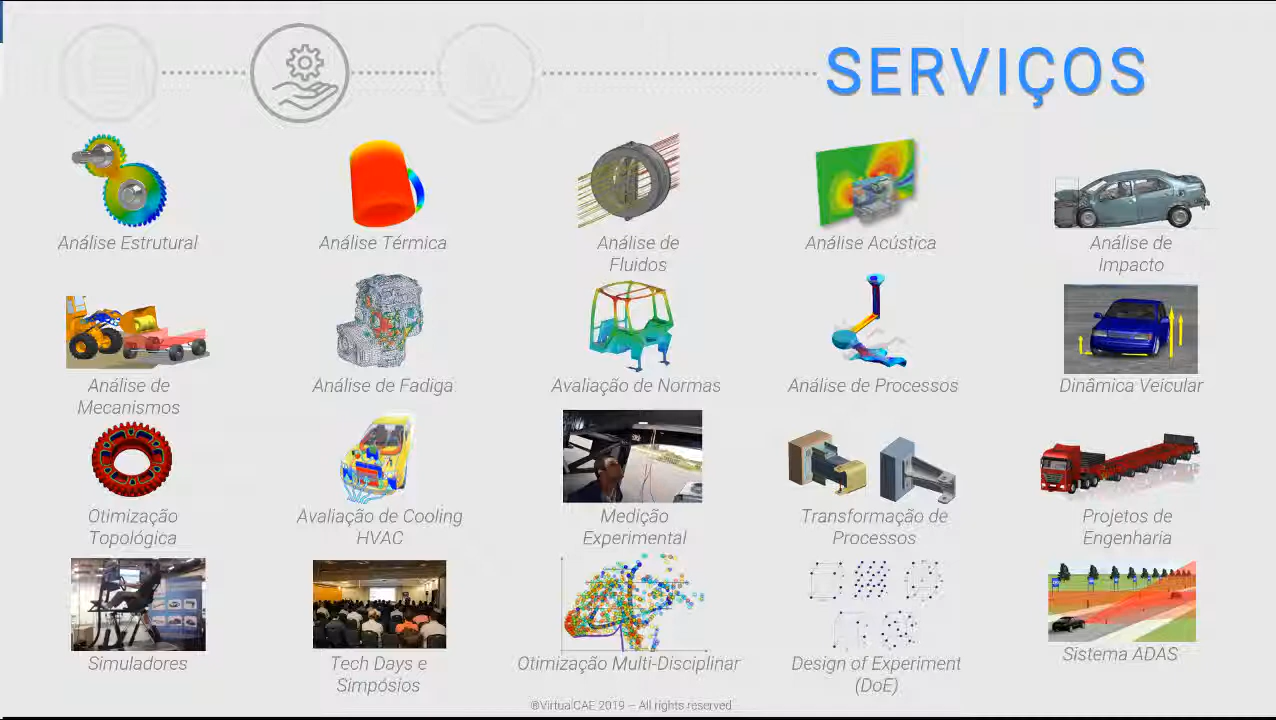 SERVIÇOS
Análise Estrutural
Análise Térmica
Análise de
Fluidos
Análise Acústica
Análise de
Impacto
Análise de
Mecanismos
Análise de Fadiga
Avaliação de Normas
Análise de Processos
Dinâmica Veicular
Otimização
Topológica
Avaliação de Cooling
HVAC
Medição
Experimental
Transformação de
Processos
Projetos de
Engenharia
Simuladores
Tech Days e
Simpósios
Otimização Multi-Disciplinar
Design of Experiment
(DoE)
Sistema ADAS
@VirtualCAE 2019 – All rights reserved